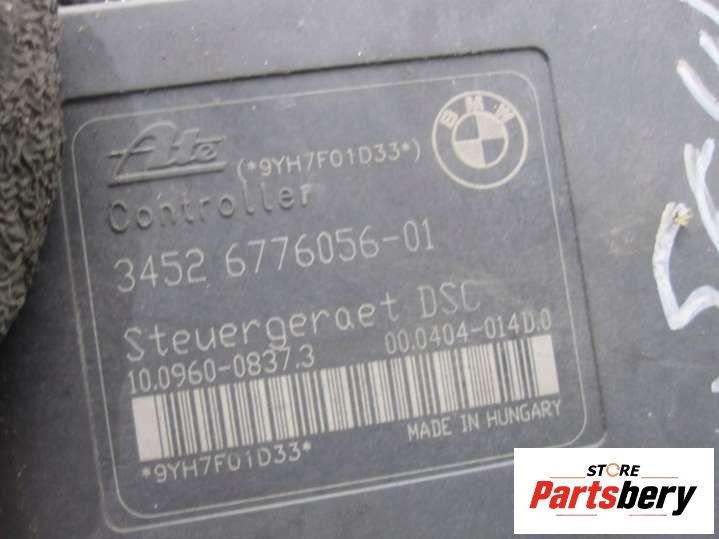 BMW
Ate (*9YH7F01D33*)
Controller
3452 6776056-01
Steuergeraet DSC
10.0960-0837.3 00.0404-014D.0
MADE IN HUNGARY
*9YH7F01D33*
STORE
Partsbery